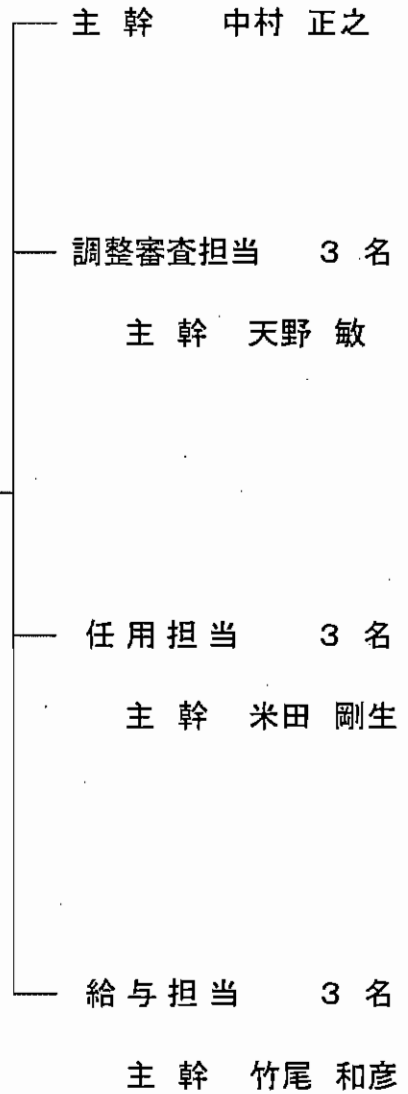 主幹 中村 正之
調整審査担当 3 名
主幹 天野 敏
任用担当 3 名
主幹 米田 剛生
給与担当 3 名
主幹 竹尾 和彦